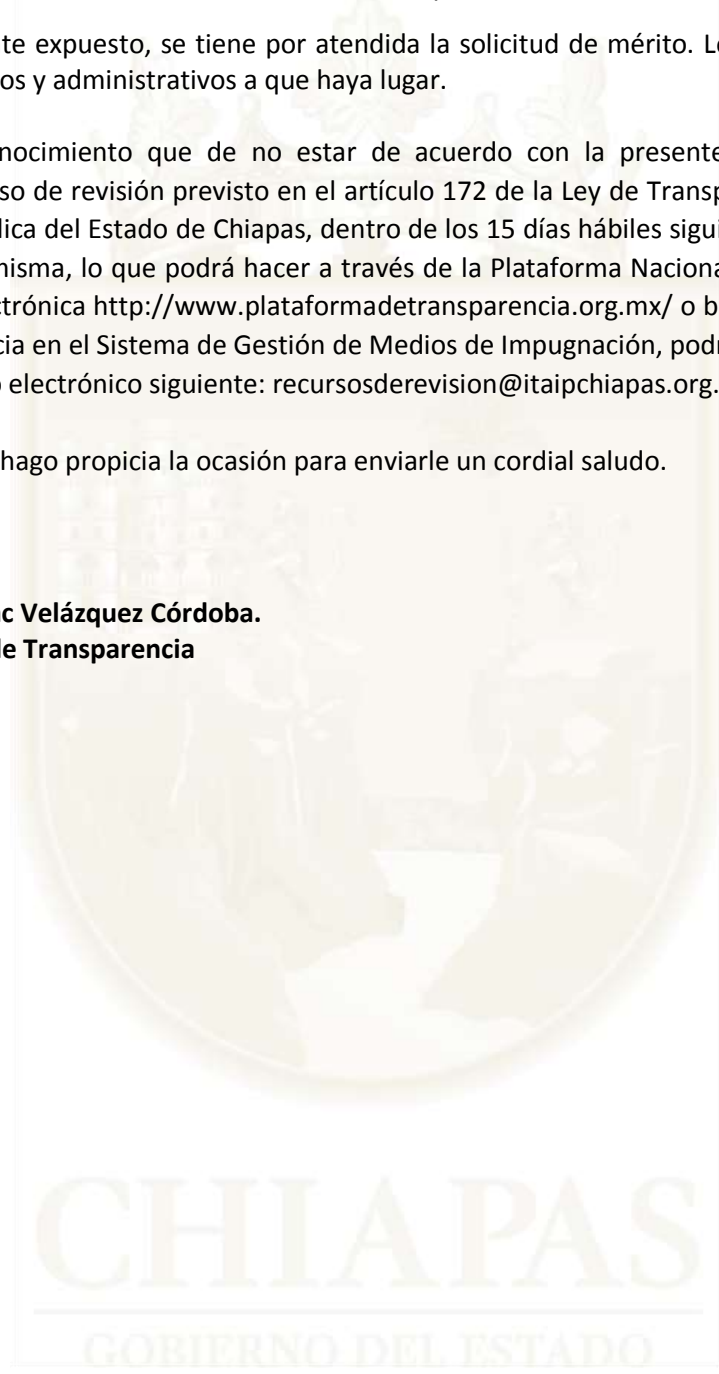 te expuesto, se tiene por atendida la solicitud de mérito. L
os y administrativos a que haya lugar.
nocimiento que de no estar de acuerdo con la presente
so de revisión previsto en el artículo 172 de la Ley de Transp
lica del Estado de Chiapas, dentro de los 15 días hábiles sigui
nisma, lo que podrá hacer a través de la Plataforma Naciona
ctrónica http://www.plataformadetransparencia.org.mx/ o b
cia en el Sistema de Gestión de Medios de Impugnación, podr
o electrónico siguiente: recursosderevision@itaipchiapas.org.
hago propicia la ocasión para enviarle un cordial saludo.
c Velázquez Córdoba.
de Transparencia
CHIAPAS
GOBIERNO DEL ESTADO